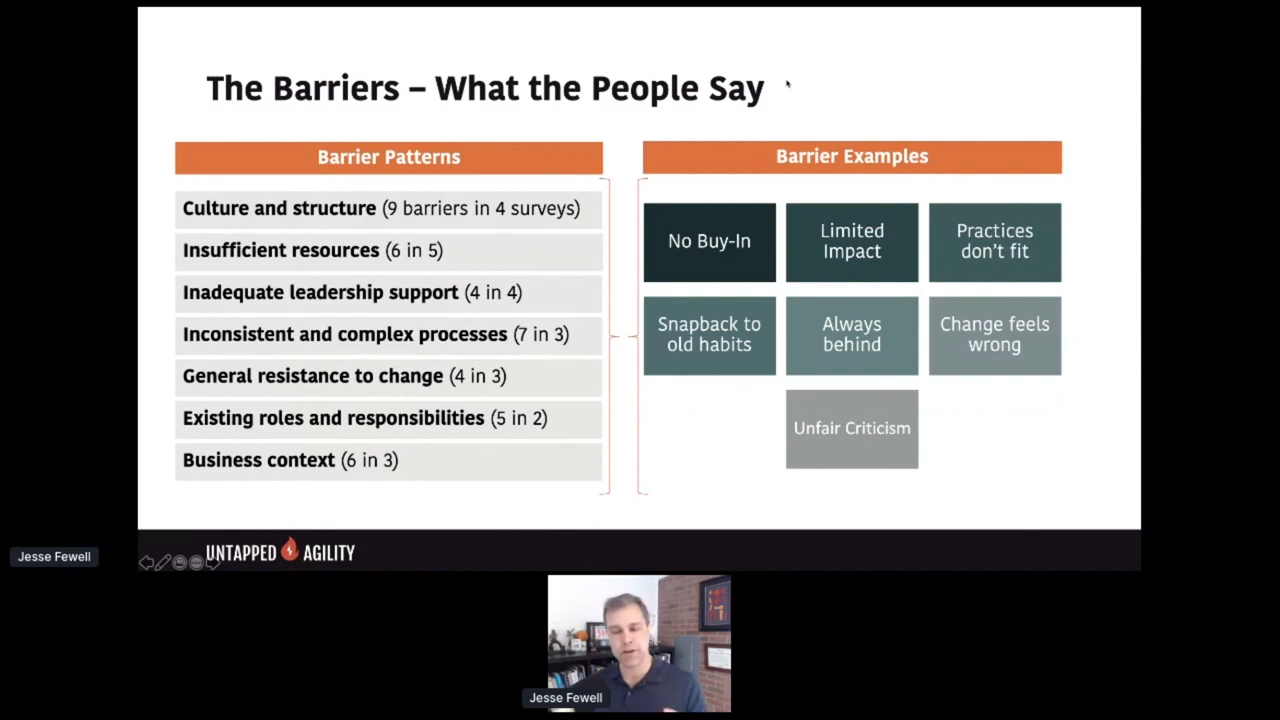 The Barriers – What the People Say
Barrier Patterns
Culture and structure (9 barriers in 4 surveys)
Insufficient resources (6 in 5)
Inadequate leadership support (4 in 4)
Inconsistent and complex processes (7 in 3)
General resistance to change (4 in 3)
Existing roles and responsibilities (5 in 2)
Business context (6 in 3)
Barrier Examples
No Buy-In
Limited
Impact
Practices
don't fit
Snapback to
old habits
Always
behind
Change feels
wrong
Unfair Criticism
UNTAPPED AGILITY
Jesse Fewell
Jesse Fewell